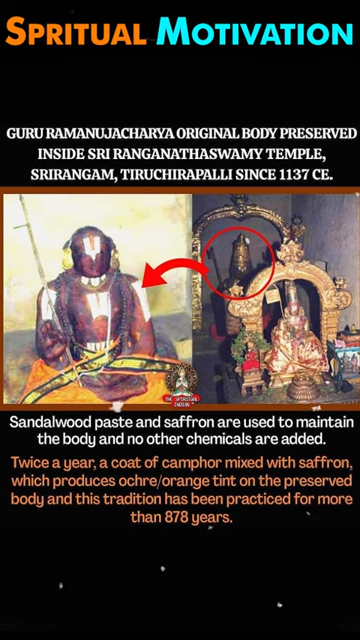 SPRITUAL MOTIVATION
GURU RAMANUJACHARYA ORIGINAL BODY PRESERVED
INSIDE SRI RANGANATHASWAMY TEMPLE,
SRIRANGAM, TIRUCHIRAPALLI SINCE 1137 CE.
THE SPIRITUAL
INDIAN
Sandalwood paste and saffron are used to maintain
the body and no other chemicals are added.
Twice a year, a coat of camphor mixed with saffron,
which produces ochre/orange tint on the preserved
body and this tradition has been practiced for more
than 878 years.